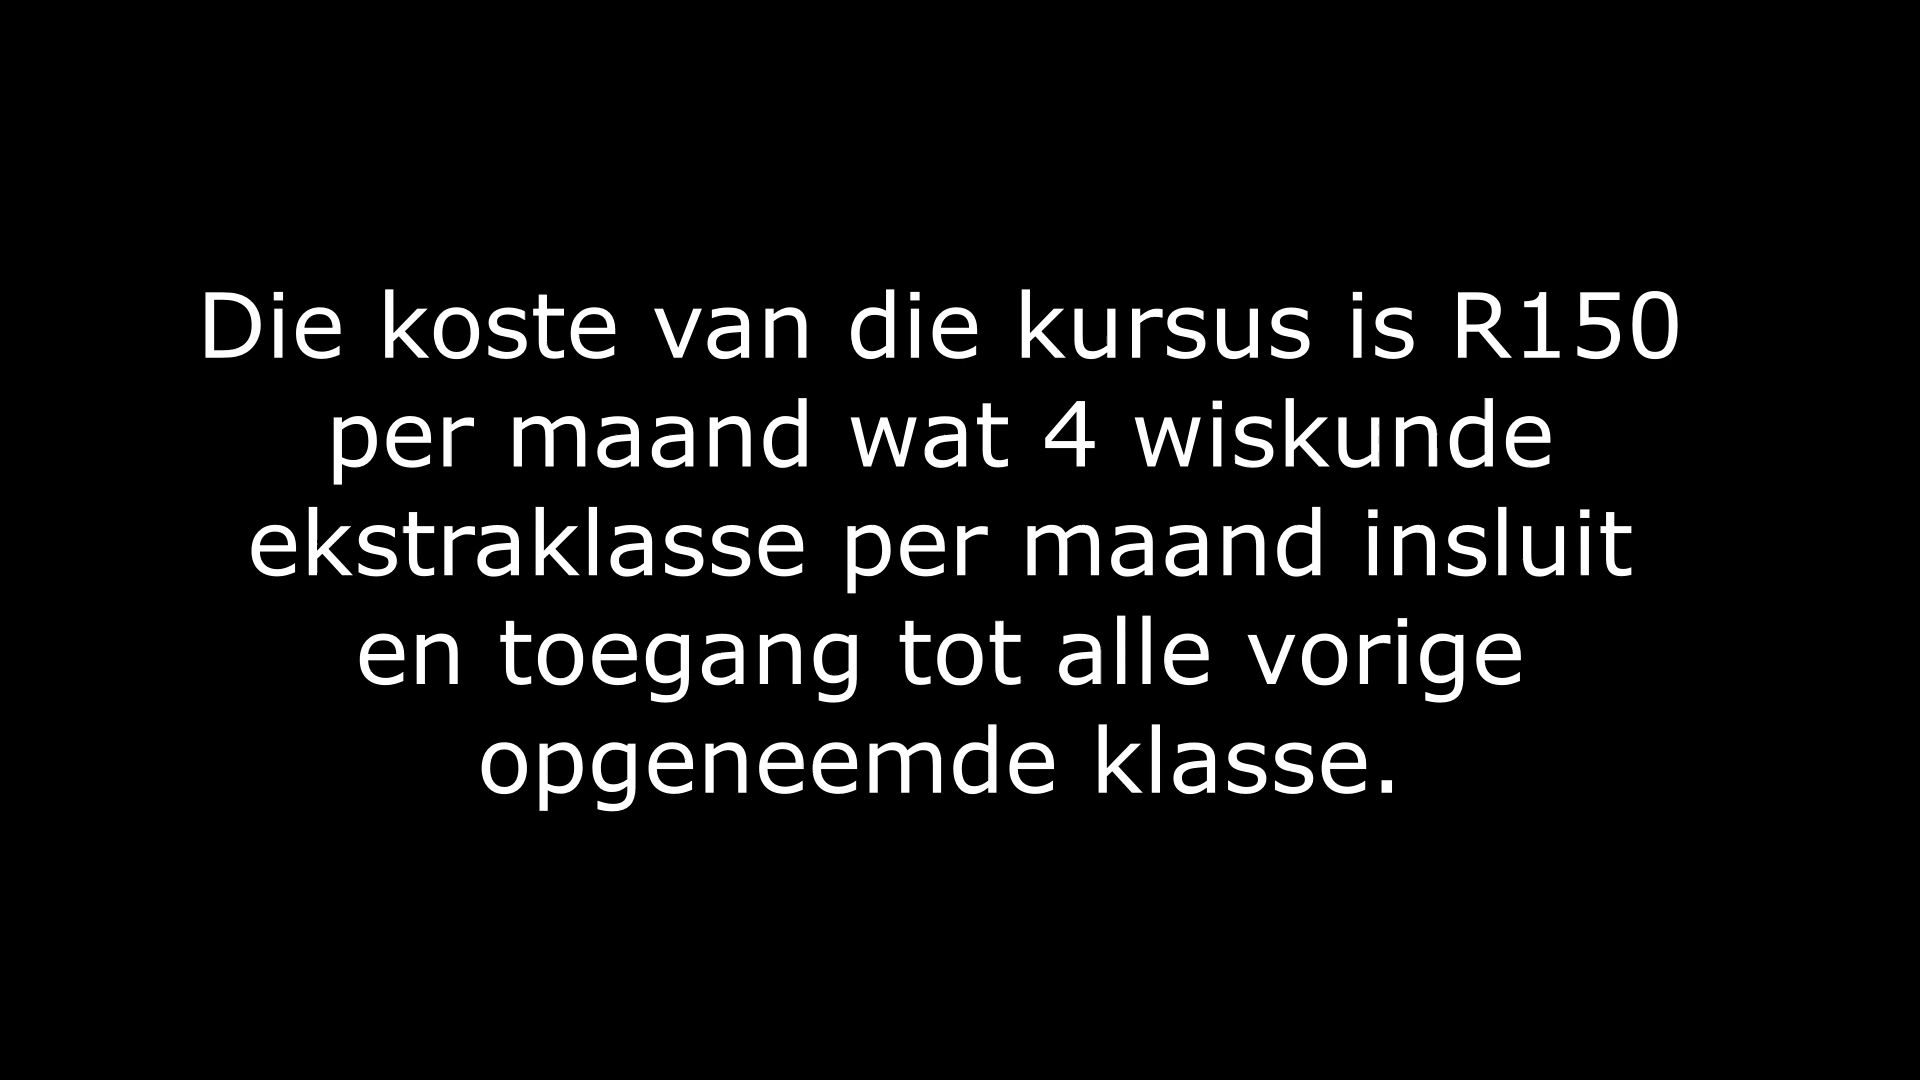 Die koste van die kursus is R150
per maand wat 4 wiskunde
ekstraklasse per maand insluit
en toegang tot alle vorige
opgeneemde klasse.